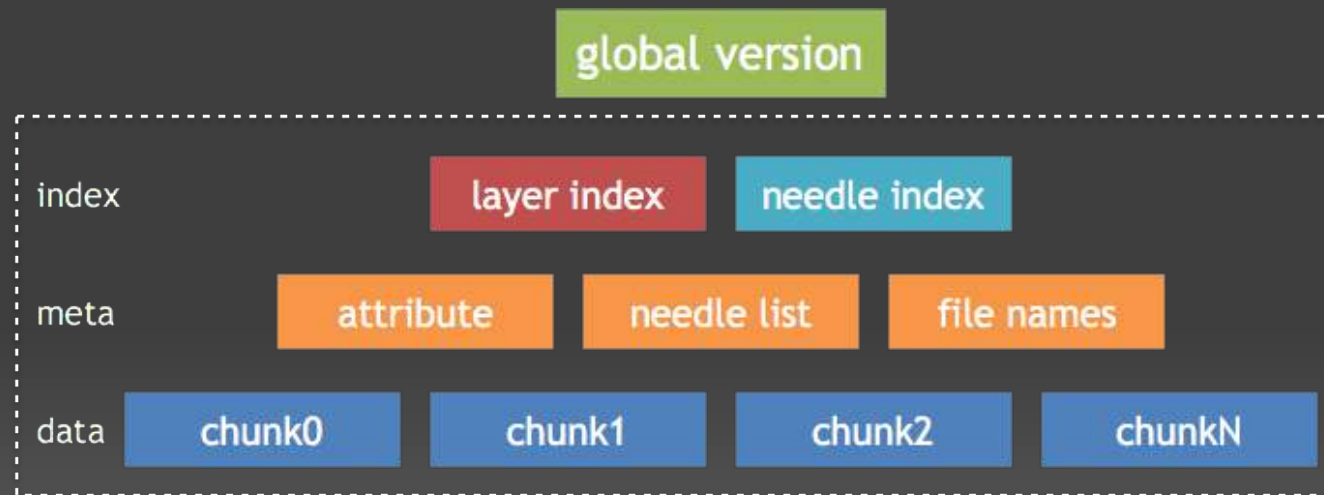 global version
index layer index needle index
meta attribute needle list file names
data chunk0 chunk1 chunk2 chunkN